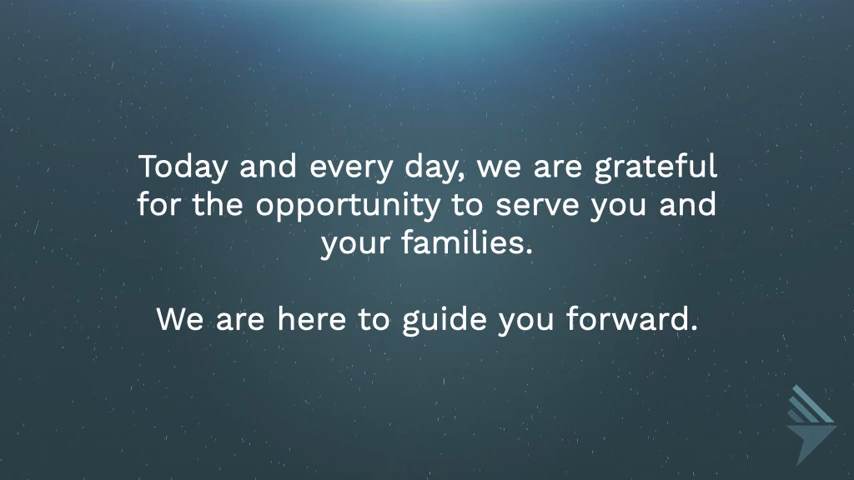 Today and every day, we are grateful
for the opportunity to serve you and
your families.
We are here to guide you forward.